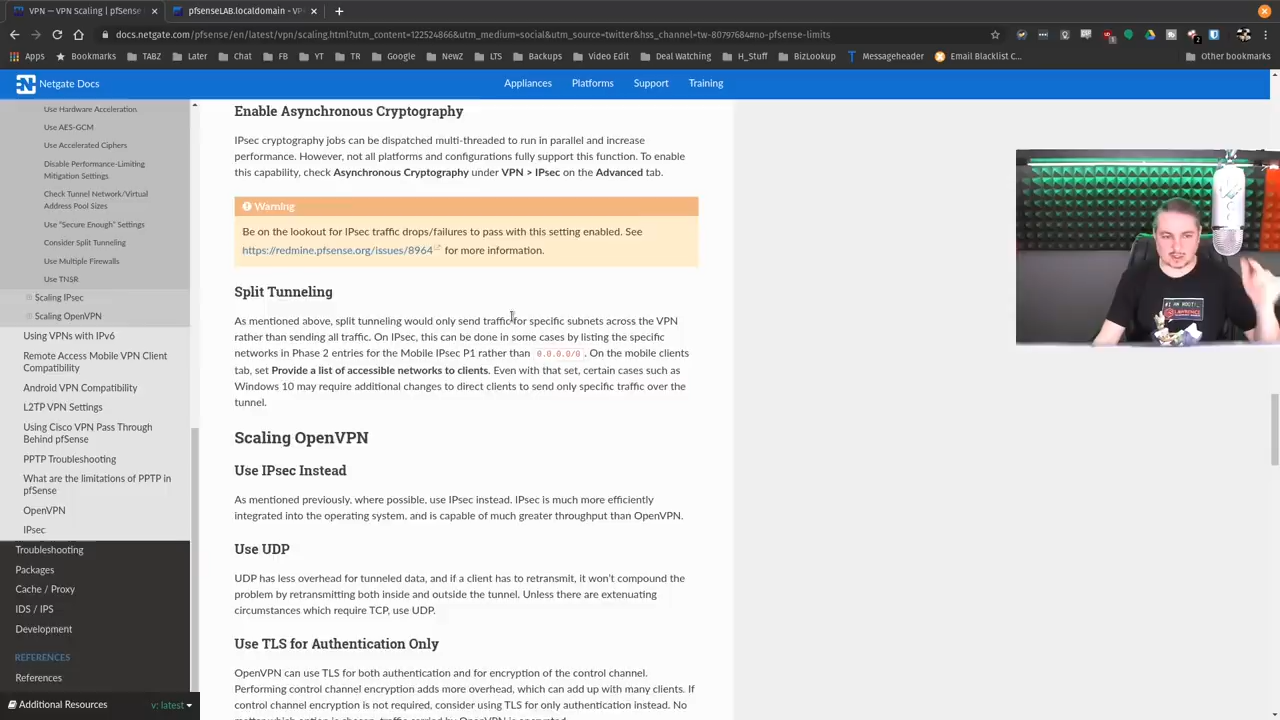 VPN — VPN Scaling | pfSense
pfsenseLAB.localdomain - V
docs.netgate.com/pfsense/en/latest/vpn/scaling.html?utm_content=122524866&utm_medium=social&utm_source=twitter&hss_channel=tw-80797684#no-pfsense-limits
Apps
Bookmarks
TABZ
Later
Chat
FB
YT
TR
Google
NewZ
LTS
Backups
Video Edit
Deal Watching
H_Stuff
BizLookup
Messageheader
Email Blacklist C...
Other bookmarks
Netgate Docs
Appliances
Platforms
Support
Training
Use Hardware Acceleration
Use AES-GCM
Use Accelerated Ciphers
Disable Performance-Limiting
Mitigation Settings
Check Tunnel Network/Virtual
Address Pool Sizes
Use "Secure Enough" Settings
Consider Split Tunneling
Use Multiple Firewalls
Use TNSR
Scaling IPsec
Scaling OpenVPN
Using VPNs with IPv6
Remote Access Mobile VPN Client
Compatibility
Android VPN Compatibility
L2TP VPN Settings
Using Cisco VPN Pass Through
Behind pfSense
PPTP Troubleshooting
What are the limitations of PPTP in
pfSense
OpenVPN
IPsec
Troubleshooting
Packages
Cache / Proxy
IDS / IPS
Development
REFERENCES
References
Additional Resources
v: latest
Enable Asynchronous Cryptography
IPsec cryptography jobs can be dispatched multi-threaded to run in parallel and increase
performance. However, not all platforms and configurations fully support this function. To enable
this capability, check Asynchronous Cryptography under VPN > IPsec on the Advanced tab.
Warning
Be on the lookout for IPsec traffic drops/failures to pass with this setting enabled. See
https://redmine.pfsense.org/issues/8964 for more information.
Split Tunneling
As mentioned above, split tunneling would only send traffic for specific subnets across the VPN
rather than sending all traffic. On IPsec, this can be done in some cases by listing the specific
networks in Phase 2 entries for the Mobile IPsec P1 rather than 0.0.0.0/0. On the mobile clients
tab, set Provide a list of accessible networks to clients. Even with that set, certain cases such as
Windows 10 may require additional changes to direct clients to send only specific traffic over the
tunnel.
Scaling OpenVPN
Use IPsec Instead
As mentioned previously, where possible, use IPsec instead. IPsec is much more efficiently
integrated into the operating system, and is capable of much greater throughput than OpenVPN.
Use UDP
UDP has less overhead for tunneled data, and if a client has to retransmit, it won't compound the
problem by retransmitting both inside and outside the tunnel. Unless there are extenuating
circumstances which require TCP, use UDP.
Use TLS for Authentication Only
OpenVPN can use TLS for both authentication and for encryption of the control channel.
Performing control channel encryption adds more overhead, which can add up with many clients. If
control channel encryption is not required, consider using TLS for only authentication instead. No